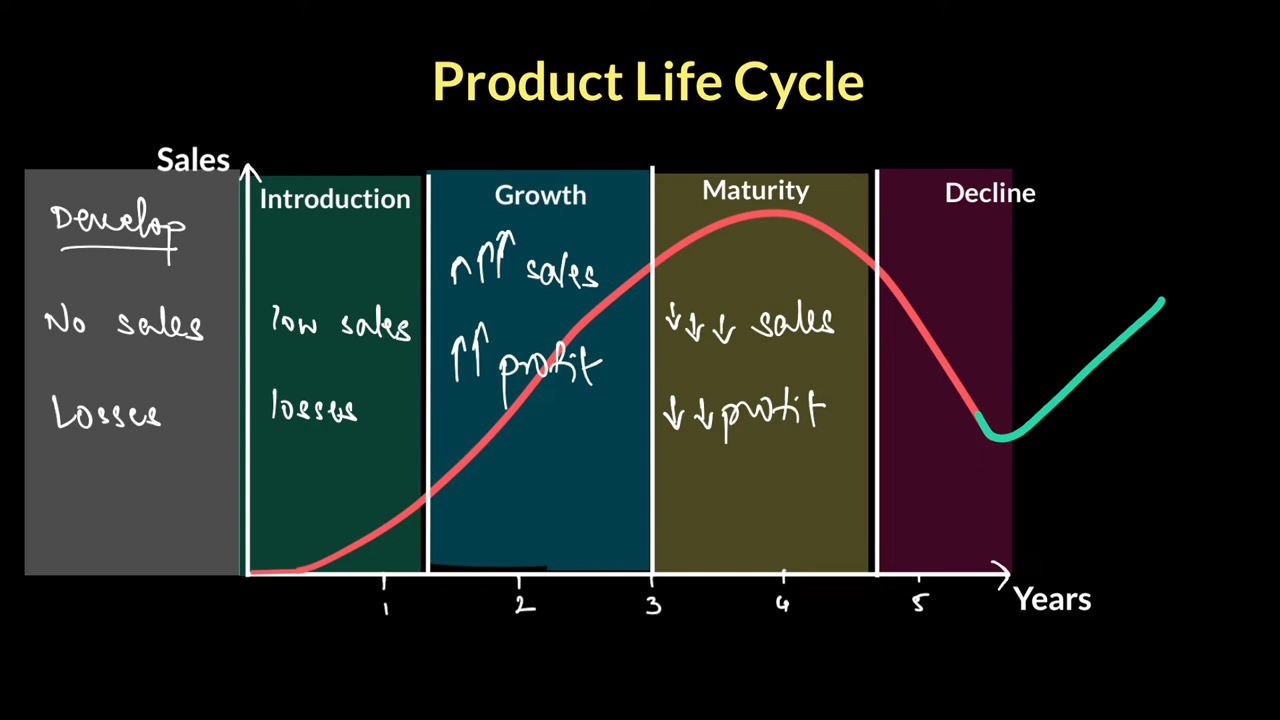 Product Life Cycle
Sales
Introduction
Growth
Maturity
Decline
Develop
↑↑↑ sales
No sales
low sales
↓↓↓ sales
↑↑ profit
Losses
losses
↓↓ profit
1 2 3 4 5
Years